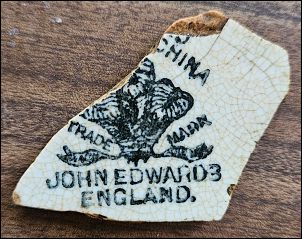 CHINA
TRADE MARK
JOHN EDWARDS
ENGLAND.